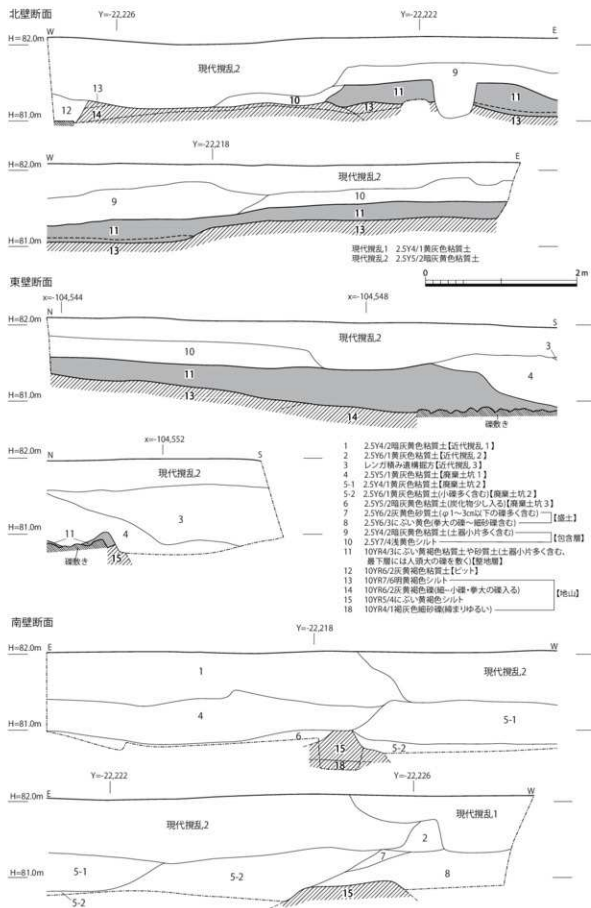 北壁断面
Y=-22,226
Y=-22,222
W
E
H=82.0m
現代撹乱2
13
9
10
11
11
12
14
13
H=81.0m
13
Y=-22,218
W
E
H=82.0m
現代撹乱2
9
10
11
11
13
H=81.0m
13
現代撹乱1 2.5Y4/1黄灰色粘質土
現代撹乱2 2.5Y5/2暗灰黄色粘質土
0
2m
東壁断面
x=-104,544
x=-104,548
N
S
H=82.0m
現代撹乱2
10
3
11
4
13
H=81.0m
14
礫敷き
x=-104,552
N
S
H=82.0m
現代撹乱2
3
H=81.0m
11
4
礫敷き
15
1 2.5Y4/2暗灰黄色粘質土【近代撹乱1】
2 2.5Y6/1黄灰色粘質土【近代撹乱2】
3 レンガ積み遺構掘方【近代撹乱3】
4 2.5Y5/1黄灰色粘質土【廃棄土坑1】
5-1 2.5Y4/1黄灰色粘質土【廃棄土坑2】
5-2 2.5Y6/1黄灰色粘質土(小礫多く含む)【廃棄土坑2】
6 2.5Y5/2暗灰黄色粘質土(炭化物少し入る)【廃棄土坑3】
7 2.5Y6/2灰黄色砂質土(φ1〜3cm以下の礫多く含む)
8 2.5Y6/3にぶい黄色(拳大の礫〜細砂礫含む)
【盛土】
9 2.5Y4/2暗灰黄色粘質土(土器小片多く含む)
10 2.5Y7/4浅黄色シルト
【包含層】
11 10YR4/3にぶい黄褐色粘質土や砂質土(土器小片多く含む、
最下層には人頭大の礫を敷く)【整地層】
12 10YR6/2灰黄褐色粘質土【ピット】
13 10YR7/6明黄褐色シルト
14 10YR6/2灰黄褐色礫(細〜小礫・拳大の礫入る)
15 10YR5/4にぶい黄褐色シルト
18 10YR4/1褐灰色細砂礫(締まりゆるい)
【地山】
南壁断面
Y=-22,218
E
W
H=82.0m
1
現代撹乱2
4
5-1
H=81.0m
6
15
5-2
18
Y=-22,222
Y=-22,226
E
W
H=82.0m
現代撹乱2
現代撹乱1
2
7
5-1
5-2
8
H=81.0m
15
5-2